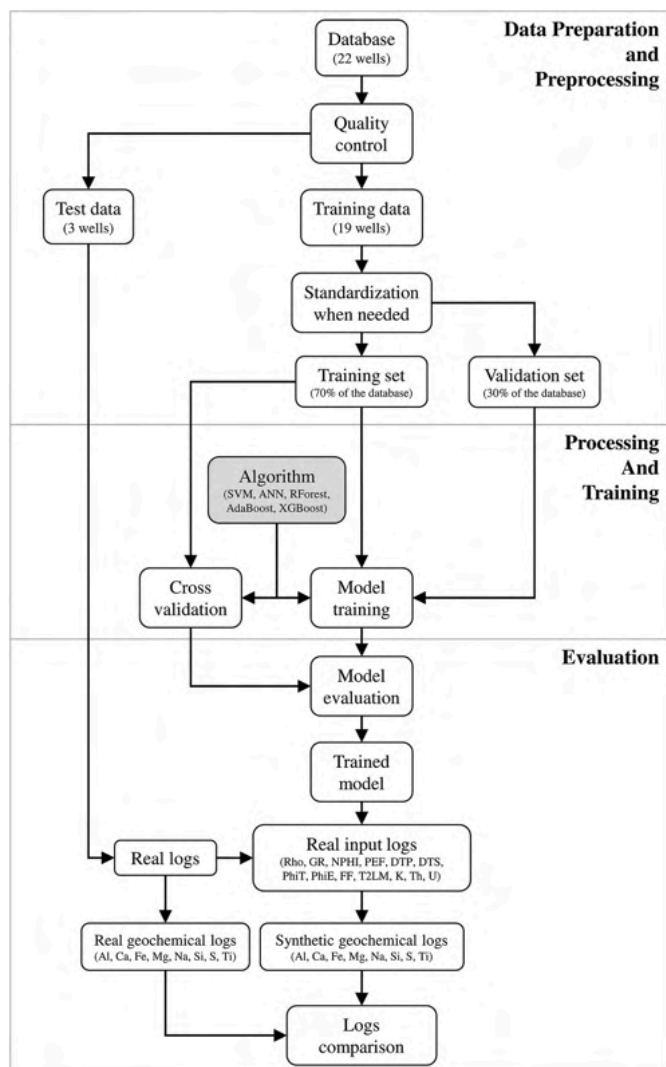 Database
(22 wells)
Data Preparation
and
Preprocessing
Quality
control
Test data
(3 wells)
Training data
(19 wells)
Standardization
when needed
Training set
(70% of the database)
Validation set
(30% of the database)
Processing
And
Training
Algorithm
(SVM, ANN, RForest,
AdaBoost, XGBoost)
Cross
validation
Model
training
Evaluation
Model
evaluation
Trained
model
Real logs
Real input logs
(Rho, GR, NPHI, PEF, DTP, DTS,
PhiT, PhiE, FF, T2LM, K, Th, U)
Real geochemical logs
(Al, Ca, Fe, Mg, Na, Si, S, Ti)
Synthetic geochemical logs
(Al, Ca, Fe, Mg, Na, Si, S, Ti)
Logs
comparison